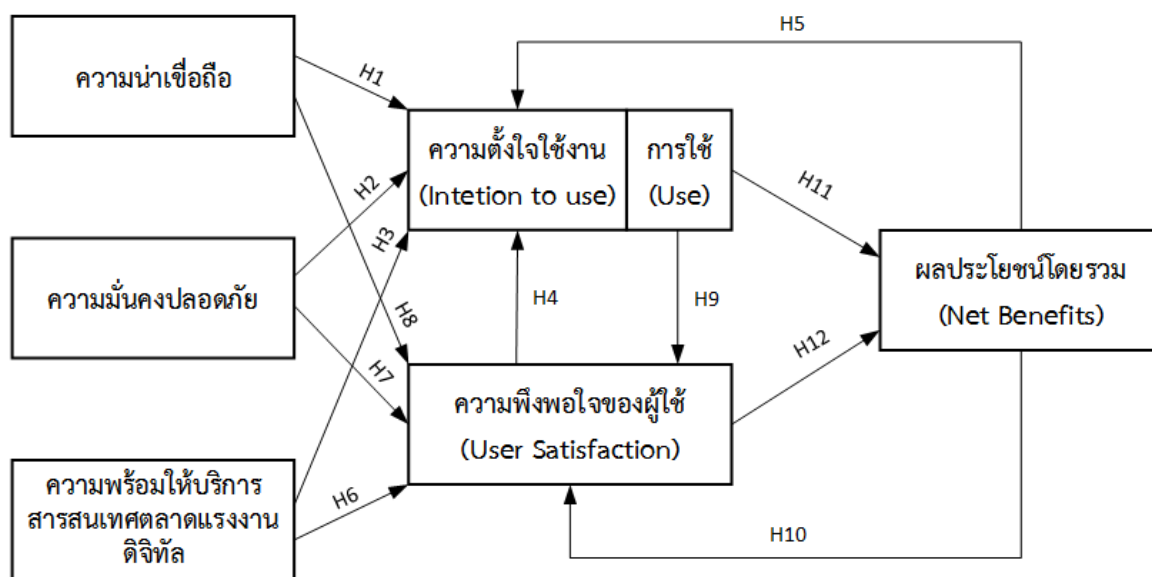 H5
ความน่าเชื่อถือ
H1
ความตั้งใจใช้งาน
(Intetion to use)
การใช้
(Use)
H2
H11
H3
ความมั่นคงปลอดภัย
ผลประโยชน์โดยรวม
(Net Benefits)
H4
H9
H8
H12
H7
ความพึงพอใจของผู้ใช้
(User Satisfaction)
ความพร้อมให้บริการ
สารสนเทศตลาดแรงงาน
ดิจิทัล
H6
H10